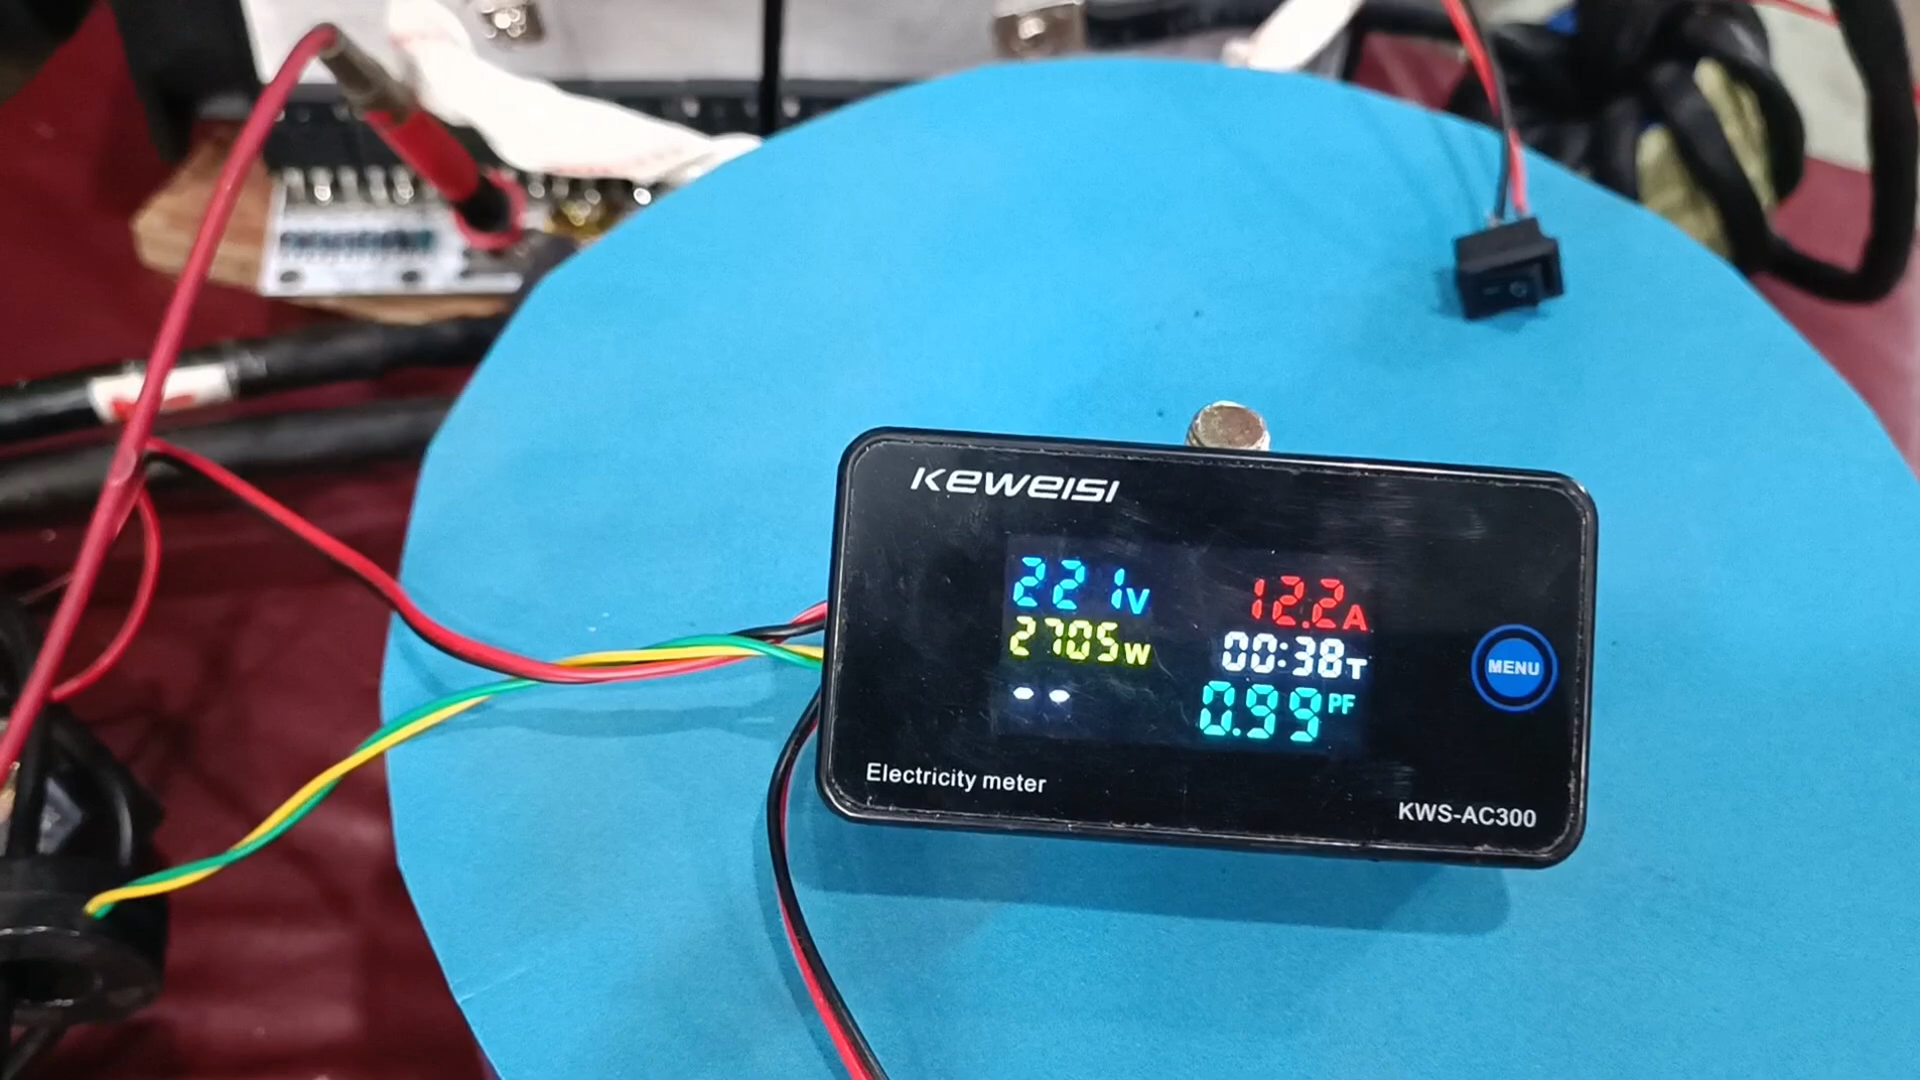 KEWEISI
221V 12.2A
2705W 00:38T
-- 0.99PF
MENU
Electricity meter
KWS-AC300